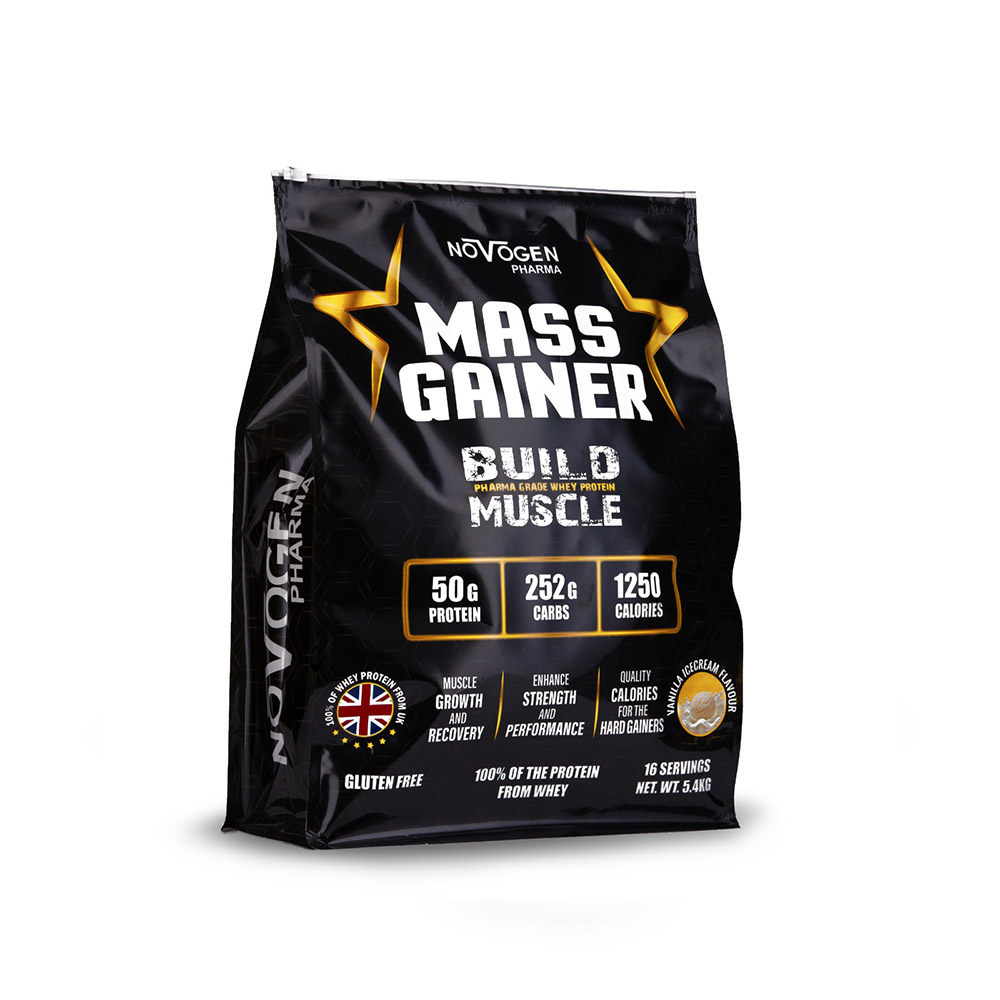 NOVOGEN
PHARMA
MASS
GAINER
BUILD
PHARMA GRADE WHEY PROTEIN
MUSCLE
50G
PROTEIN
252G
CARBS
1250
CALORIES
100% OF WHEY PROTEIN FROM UK
MUSCLE
GROWTH
AND
RECOVERY
ENHANCE
STRENGTH
AND
PERFORMANCE
QUALITY
CALORIES
FOR THE
HARD GAINERS
VANILLA ICECREAM FLAVOUR
GLUTEN FREE
100% OF THE PROTEIN
FROM WHEY
16 SERVINGS
NET. WT. 5.4KG
NOVOGEN
PHARMA